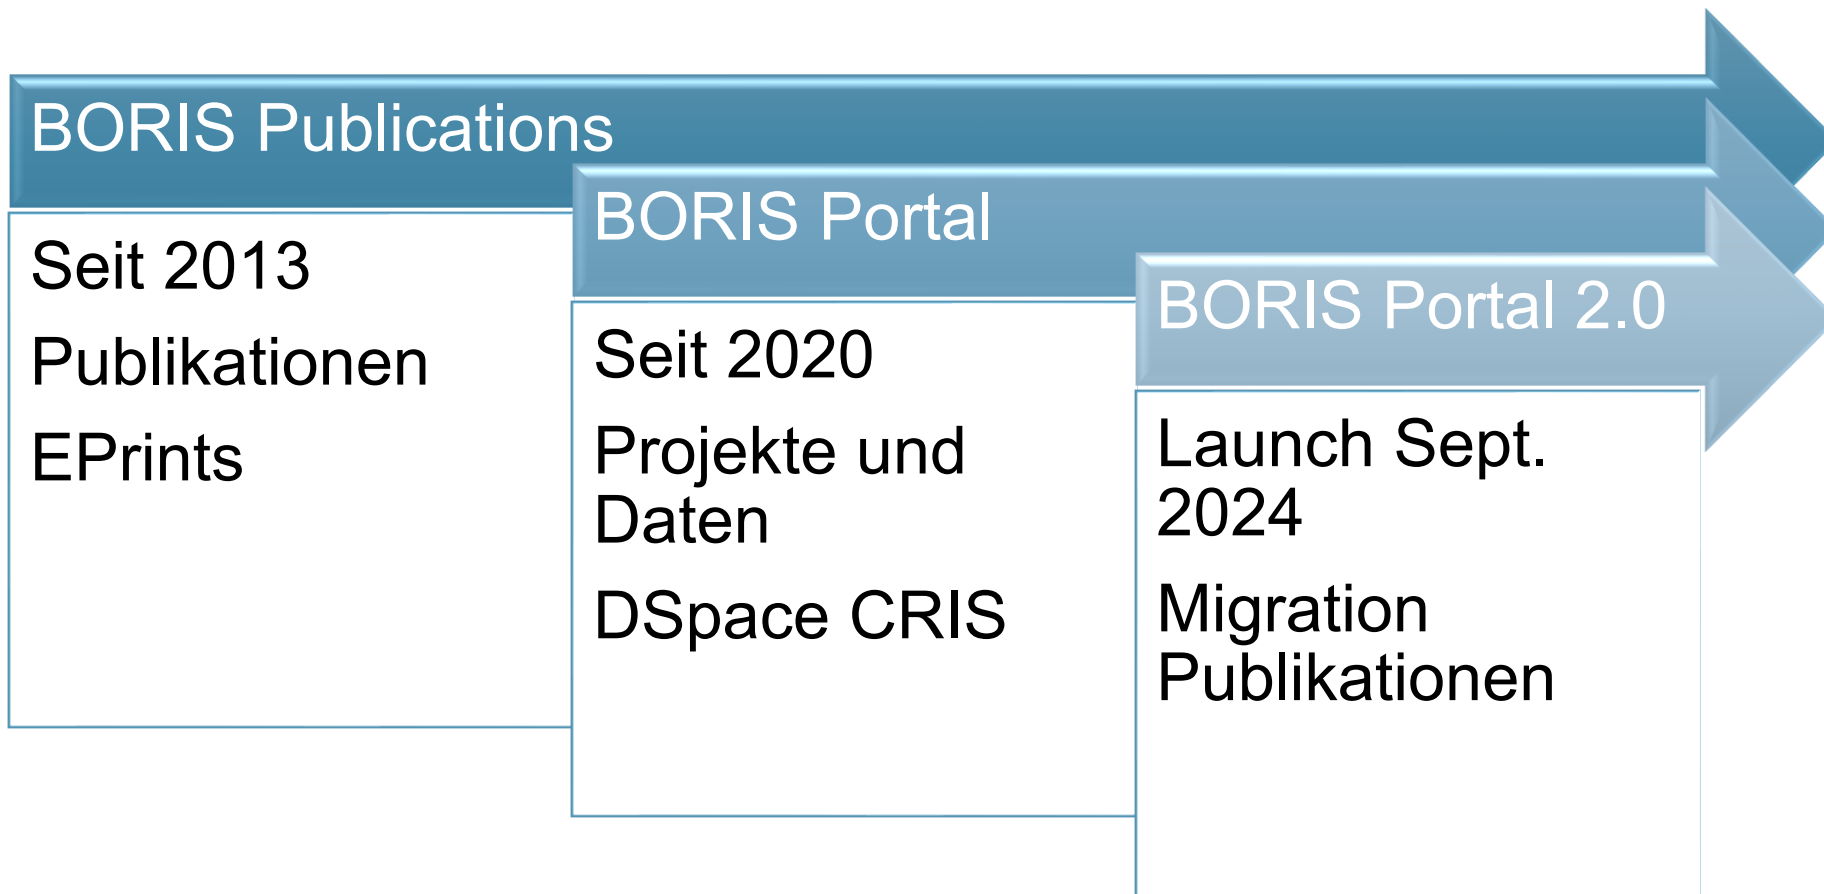 BORIS Publications
Seit 2013
Publikationen
EPrints
BORIS Portal
Seit 2020
Projekte und
Daten
DSpace CRIS
BORIS Portal 2.0
Launch Sept.
2024
Migration
Publikationen